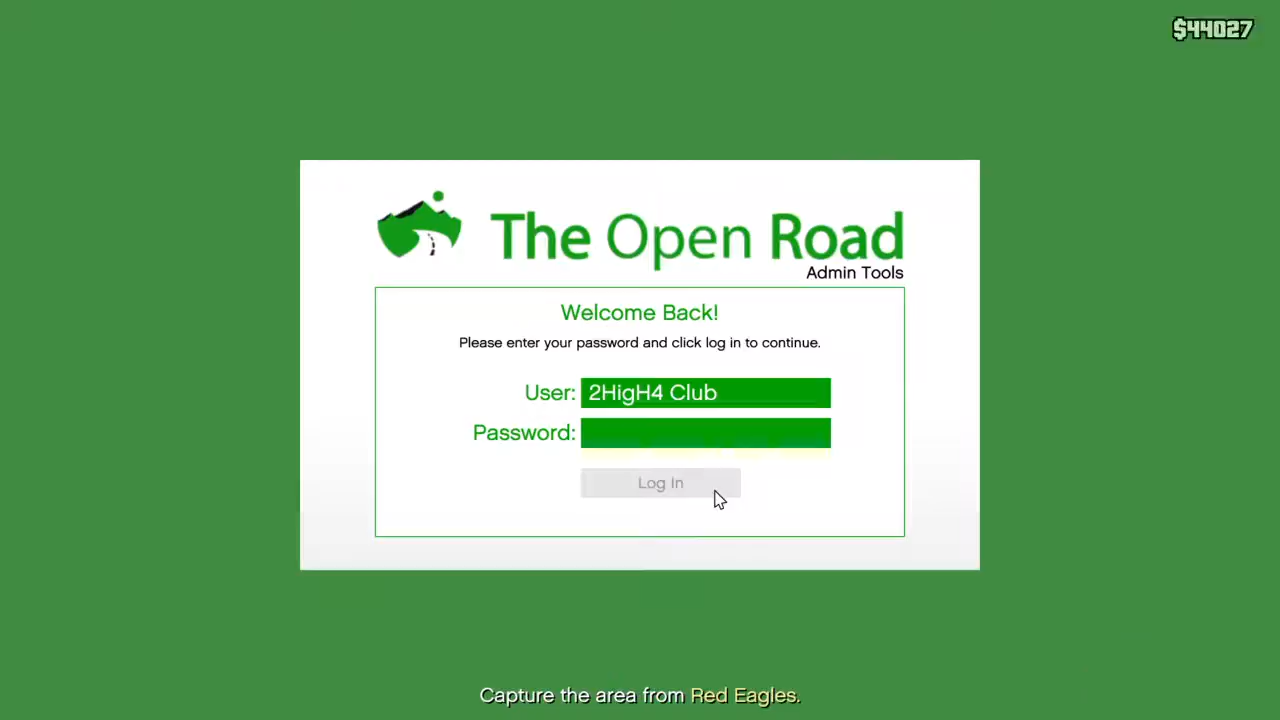 $44027
The Open Road
Admin Tools
Welcome Back!
Please enter your password and click log in to continue.
User: 2HigH4 Club
Password:
Log In
Capture the area from Red Eagles.